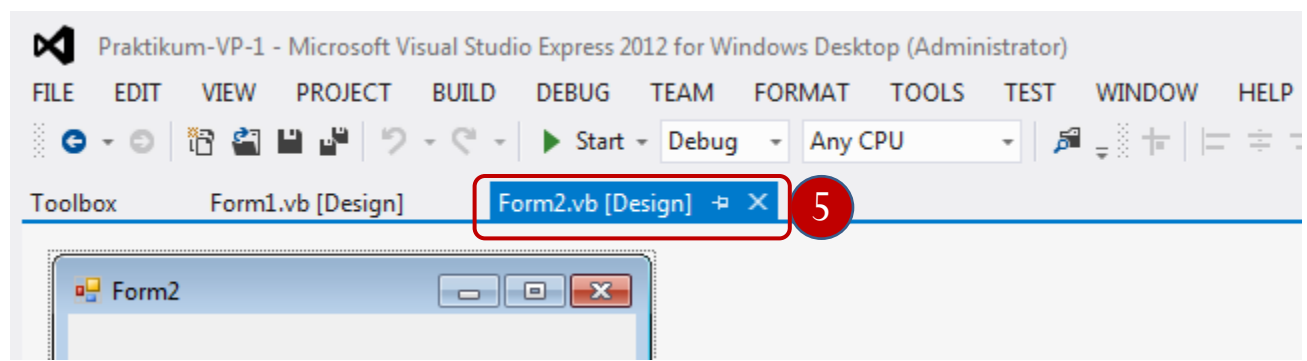 Praktikum-VP-1 - Microsoft Visual Studio Express 2012 for Windows Desktop (Administrator)
FILE EDIT VIEW PROJECT BUILD DEBUG TEAM FORMAT TOOLS TEST WINDOW HELP
Start Debug Any CPU
Toolbox Form1.vb [Design] Form2.vb [Design] 5
Form2